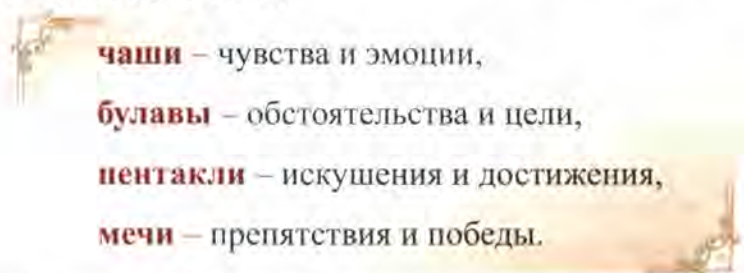 чаши – чувства и эмоции,
булавы – обстоятельства и цели,
пентакли – искушения и достижения,
мечи – препятствия и победы.